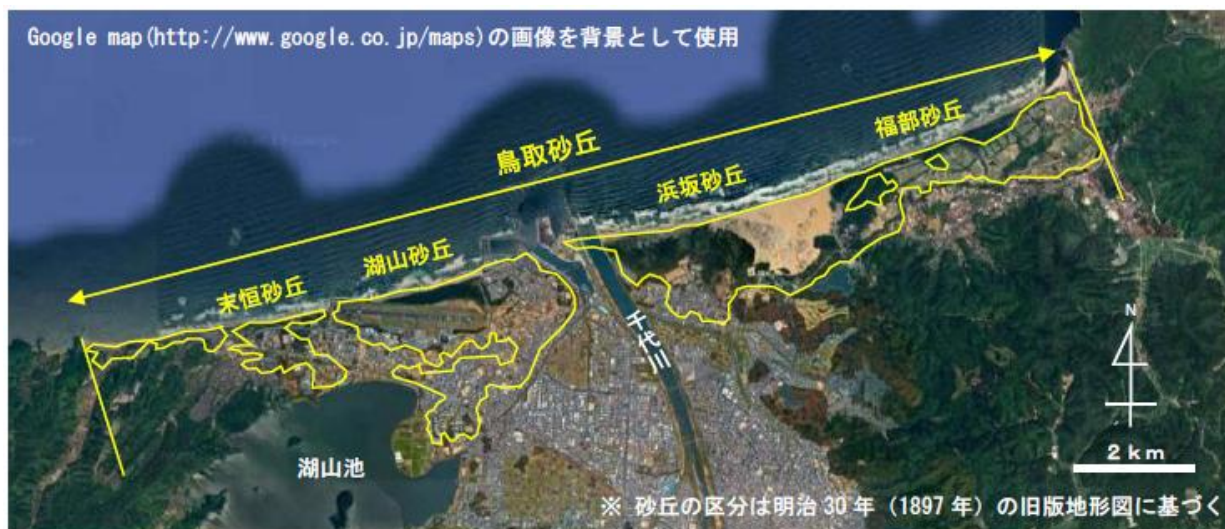 Google map(http://www.google.co.jp/maps)の画像を背景として使用
鳥取砂丘
福部砂丘
浜坂砂丘
湖山砂丘
末恒砂丘
千代川
N
2km
湖山池
※ 砂丘の区分は明治30年（1897年）の旧版地形図に基づく